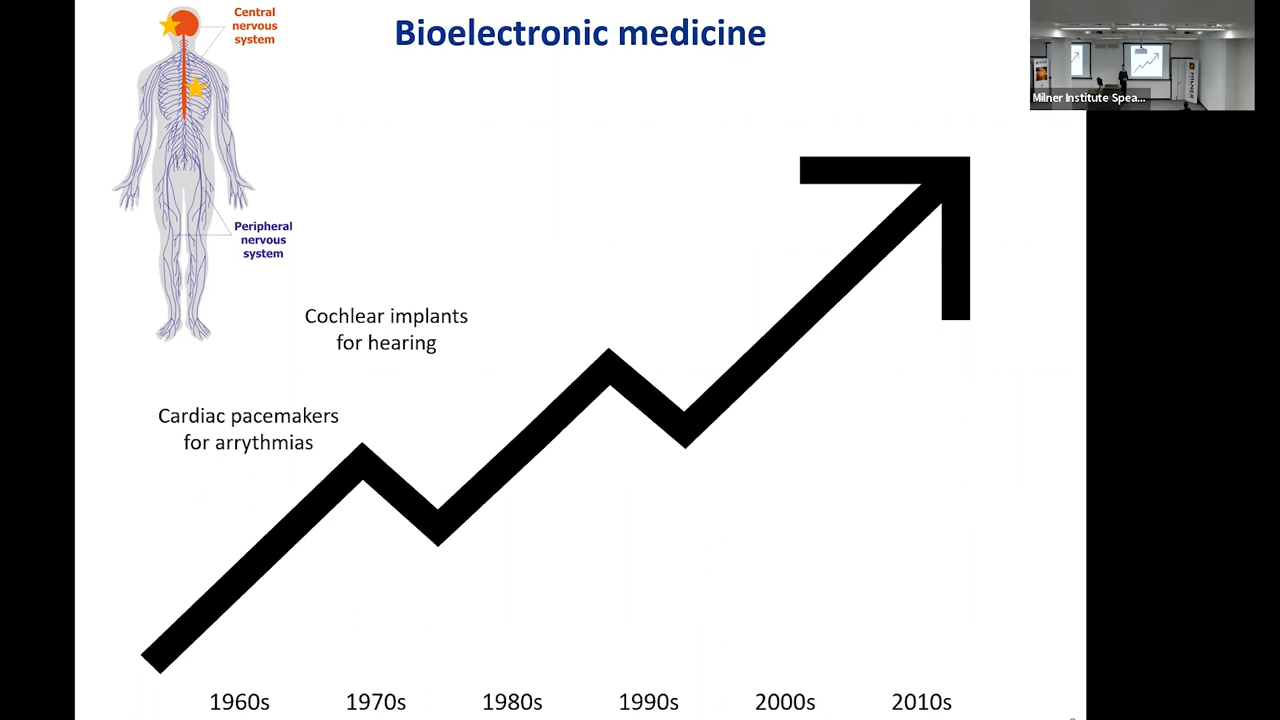 Bioelectronic medicine
Central
nervous
system
Peripheral
nervous
system
Milner Institute Spea...
Cochlear implants
for hearing
Cardiac pacemakers
for arrythmias
1960s 1970s 1980s 1990s 2000s 2010s